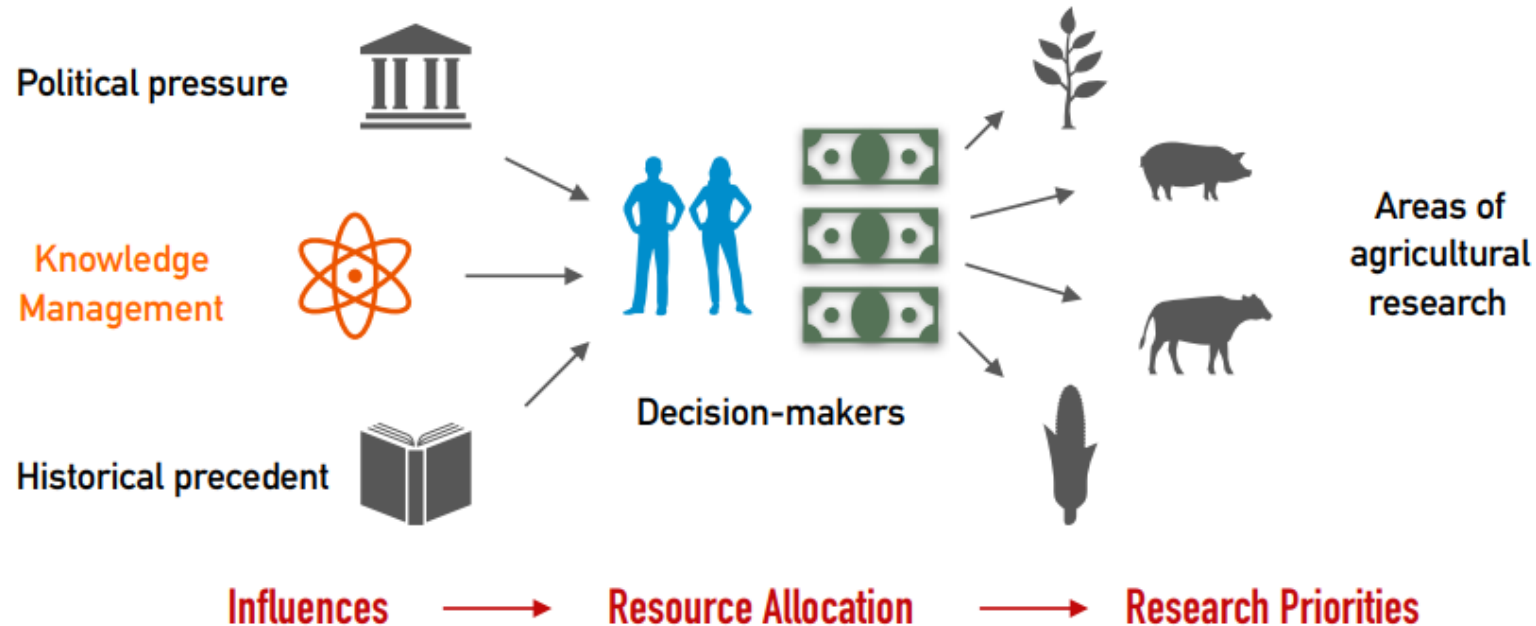 Political pressure
Knowledge
Management
Historical precedent
Decision-makers
Areas of
agricultural
research
Influences
Resource Allocation
Research Priorities